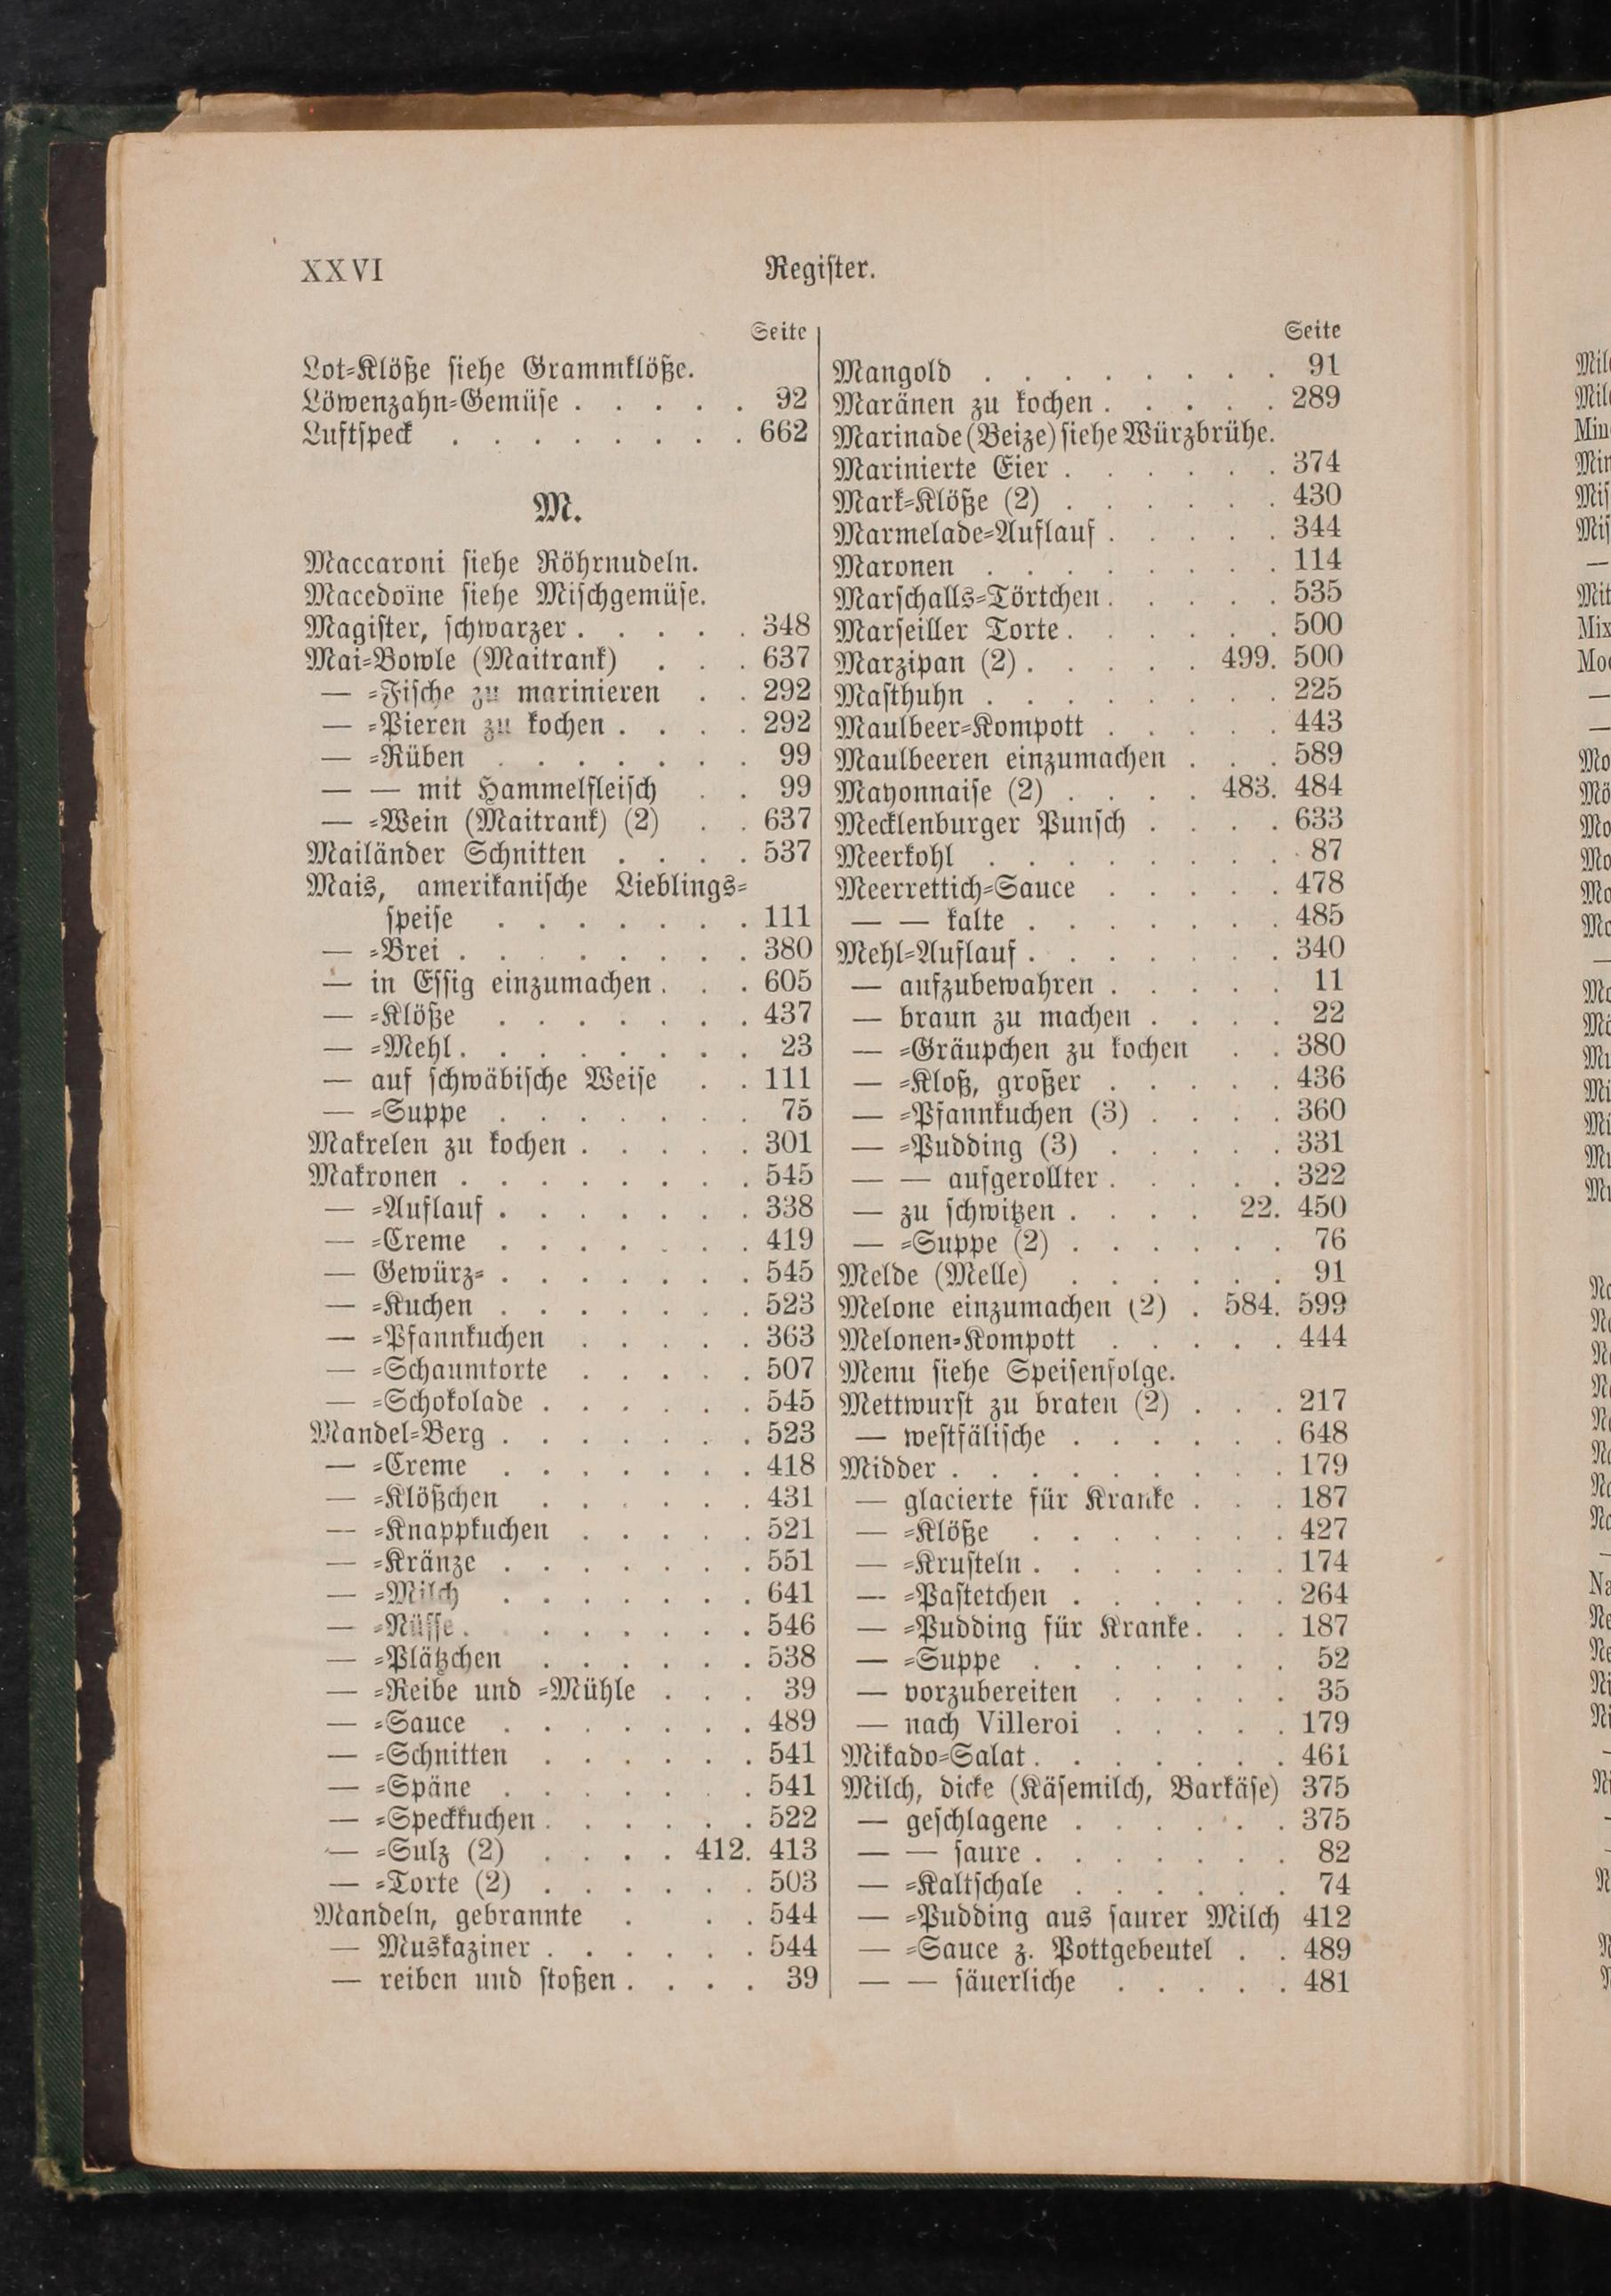 XXVI
Register.
Seite
Lot-Klöße siehe Grammklöße.
Löwenzahn-Gemüse . . . . . 92
Luftspeck . . . . . . . . 662
M.
Maccaroni siehe Röhrnudeln.
Macedoine siehe Mischgemüse.
Magister, schwarzer . . . . . 348
Mai-Bowle (Maitrank) . . . 637
— -Fische zu marinieren . . 292
— -Pieren zu kochen . . . . 292
— -Rüben . . . . . . . 99
— — mit Hammelfleisch . . 99
— -Wein (Maitrank) (2) . . 637
Mailänder Schnitten . . . . 537
Mais, amerikanische Lieblings-
speise . . . . . . . 111
— -Brei . . . . . . . . 380
— in Essig einzumachen . . . 605
— -Klöße . . . . . . . 437
— -Mehl . . . . . . . . 23
— auf schwäbische Weise . . 111
— -Suppe . . . . . . . 75
Makrelen zu kochen . . . . . 301
Makronen . . . . . . . . 545
— -Auflauf . . . . . . . 338
— -Creme . . . . . . . 419
— Gewürz- . . . . . . . 545
— -Kuchen . . . . . . . 523
— -Pfannkuchen . . . . . 363
— -Schaumtorte . . . . . 507
— -Schokolade . . . . . . 545
Mandel-Berg . . . . . . . 523
— -Creme . . . . . . . 418
— -Klößchen . . . . . . 431
— -Knappkuchen . . . . . 521
— -Kränze . . . . . . . 551
— -Milch . . . . . . . 641
— -Nüsse . . . . . . . 546
— -Plätzchen . . . . . . 538
— -Reibe und -Mühle . . . 39
— -Sauce . . . . . . . 489
— -Schnitten . . . . . . 541
— -Späne . . . . . . . 541
— -Speckkuchen . . . . . . 522
— -Sulz (2) . . . . 412. 413
— -Torte (2) . . . . . . 503
Mandeln, gebrannte . . . 544
— Muskaziner . . . . . . 544
— reiben und stoßen . . . . 39
Seite
Mangold . . . . . . . . 91
Maränen zu kochen . . . . . 289
Marinade (Beize) siehe Würzbrühe.
Marinierte Eier . . . . . . 374
Mark-Klöße (2) . . . . . . 430
Marmelade-Auflauf . . . . . 344
Maronen . . . . . . . . 114
Marschalls-Törtchen . . . . . 535
Marseiller Torte . . . . . . 500
Marzipan (2) . . . . . 499. 500
Masthuhn . . . . . . . . 225
Maulbeer-Kompott . . . . . 443
Maulbeeren einzumachen . . . 589
Mayonnaise (2) . . . . 483. 484
Mecklenburger Punsch . . . . 633
Meerkohl . . . . . . . . 87
Meerrettich-Sauce . . . . . 478
— — kalte . . . . . . . 485
Mehl-Auflauf . . . . . . . 340
— aufzubewahren . . . . . 11
— braun zu machen . . . . 22
— -Gräupchen zu kochen . . 380
— -Kloß, großer . . . . . 436
— -Pfannkuchen (3) . . . . 360
— -Pudding (3) . . . . . 331
— — aufgerollter . . . . . 322
— zu schwitzen . . . . 22. 450
— -Suppe (2) . . . . . . 76
Melde (Melle) . . . . . . 91
Melone einzumachen (2) . 584. 599
Melonen-Kompott . . . . . 444
Menu siehe Speisenfolge.
Mettwurst zu braten (2) . . . 217
— westfälische . . . . . . 648
Midder . . . . . . . . . 179
— glacierte für Kranke . . . 187
— -Klöße . . . . . . . 427
— -Krusteln . . . . . . . 174
— -Pastetchen . . . . . . 264
— -Pudding für Kranke . . . 187
— -Suppe . . . . . . . 52
— vorzubereiten . . . . . 35
— nach Villeroi . . . . . 179
Mikado-Salat . . . . . . . 461
Milch, dicke (Käsemilch, Barkäse) 375
— geschlagene . . . . . . 375
— — saure . . . . . . . 82
— -Kaltschale . . . . . . 74
— -Pudding aus saurer Milch 412
— -Sauce z. Pottgebeutel . . 489
— — säuerliche . . . . . 481